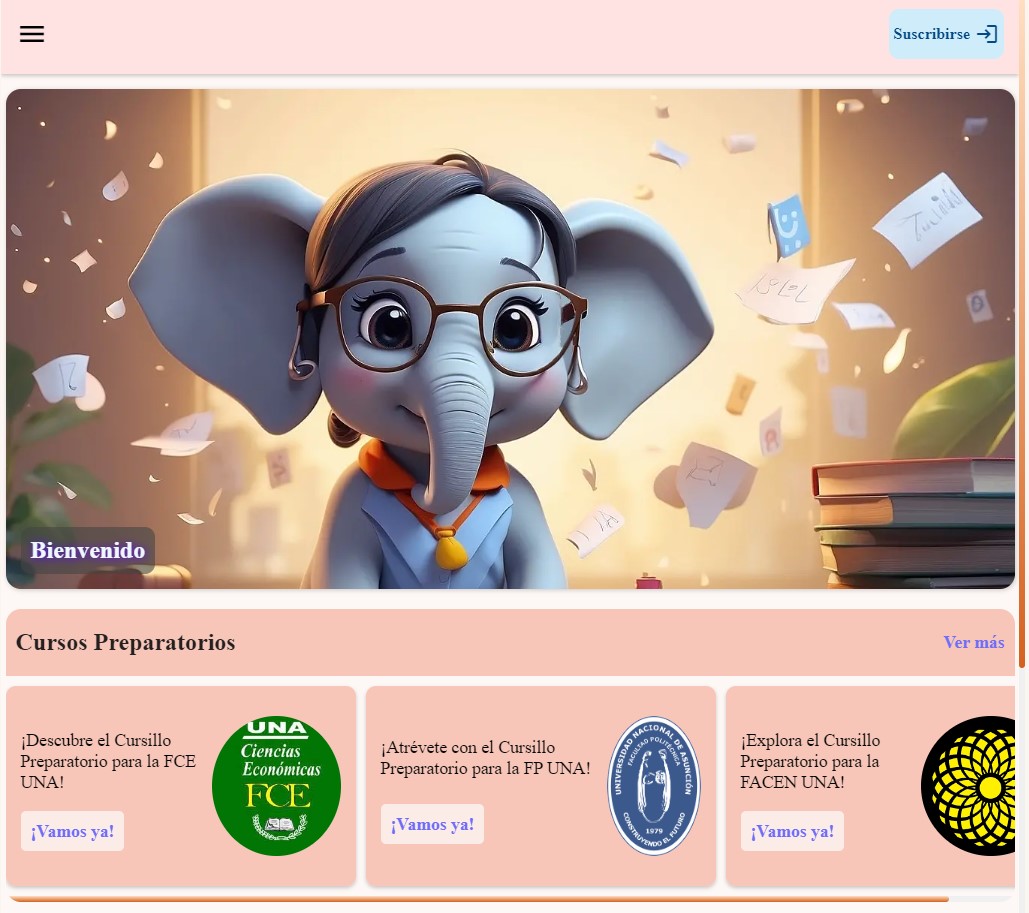 Suscribirse
Bienvenido
Cursos Preparatorios
Ver más
¡Descubre el Cursillo
Preparatorio para la FCE
UNA!
¡Vamos ya!
UNA
Ciencias
Económicas
FCE
¡Atrévete con el Cursillo
Preparatorio para la FP UNA!
¡Vamos ya!
UNIVERSIDAD NACIONAL DE ASUNCIÓN
FACULTAD POLITÉCNICA
1979
CONSTRUYENDO EL FUTURO
¡Explora el Cursillo
Preparatorio para la
FACEN UNA!
¡Vamos ya!